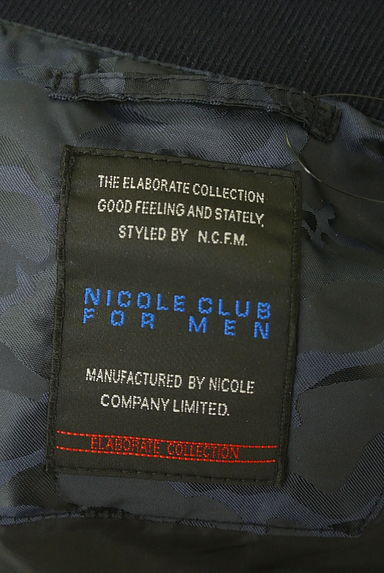 THE ELABORATE COLLECTION
GOOD FEELING AND STATELY,
STYLED BY N.C.F.M.
NICOLE CLUB
FOR MEN
MANUFACTURED BY NICOLE
COMPANY LIMITED.
ELABORATE COLLECTION